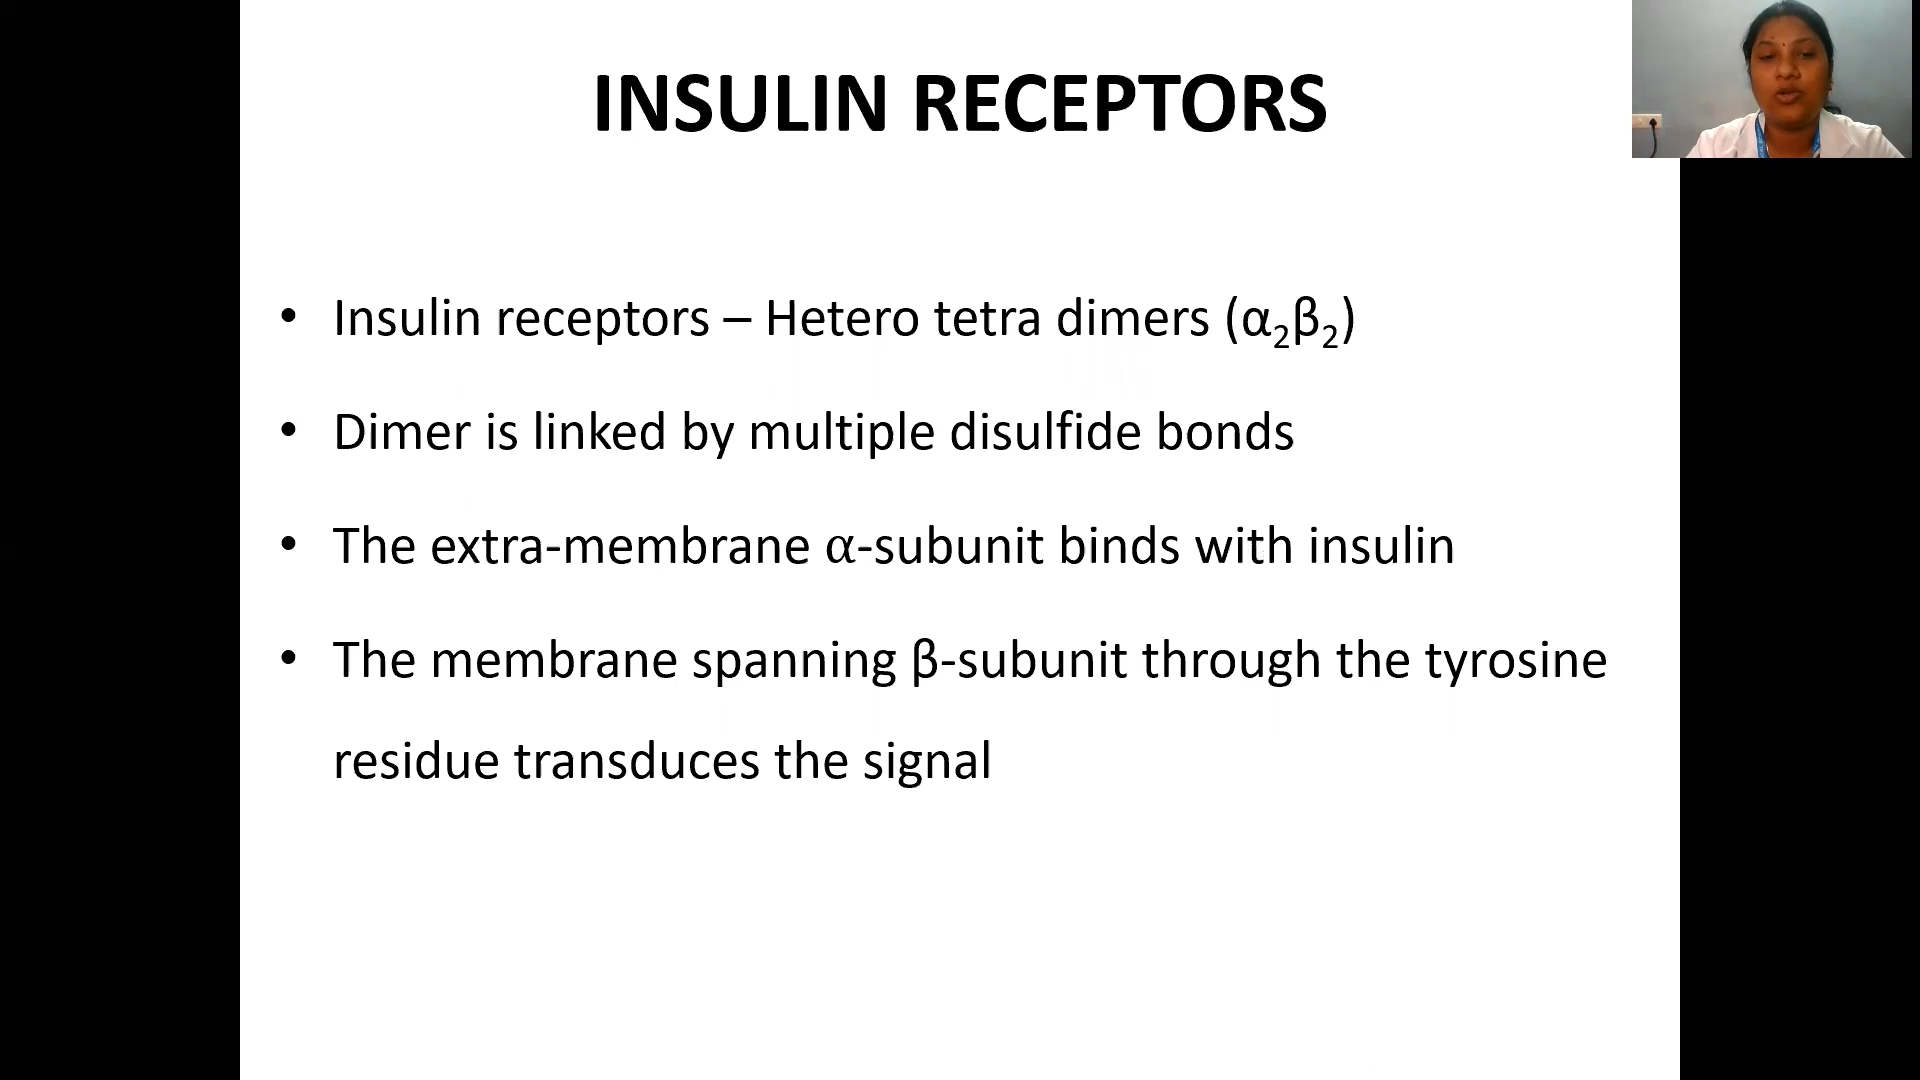 INSULIN RECEPTORS
• Insulin receptors – Hetero tetra dimers (α₂β₂)
• Dimer is linked by multiple disulfide bonds
• The extra-membrane α-subunit binds with insulin
• The membrane spanning β-subunit through the tyrosine
residue transduces the signal